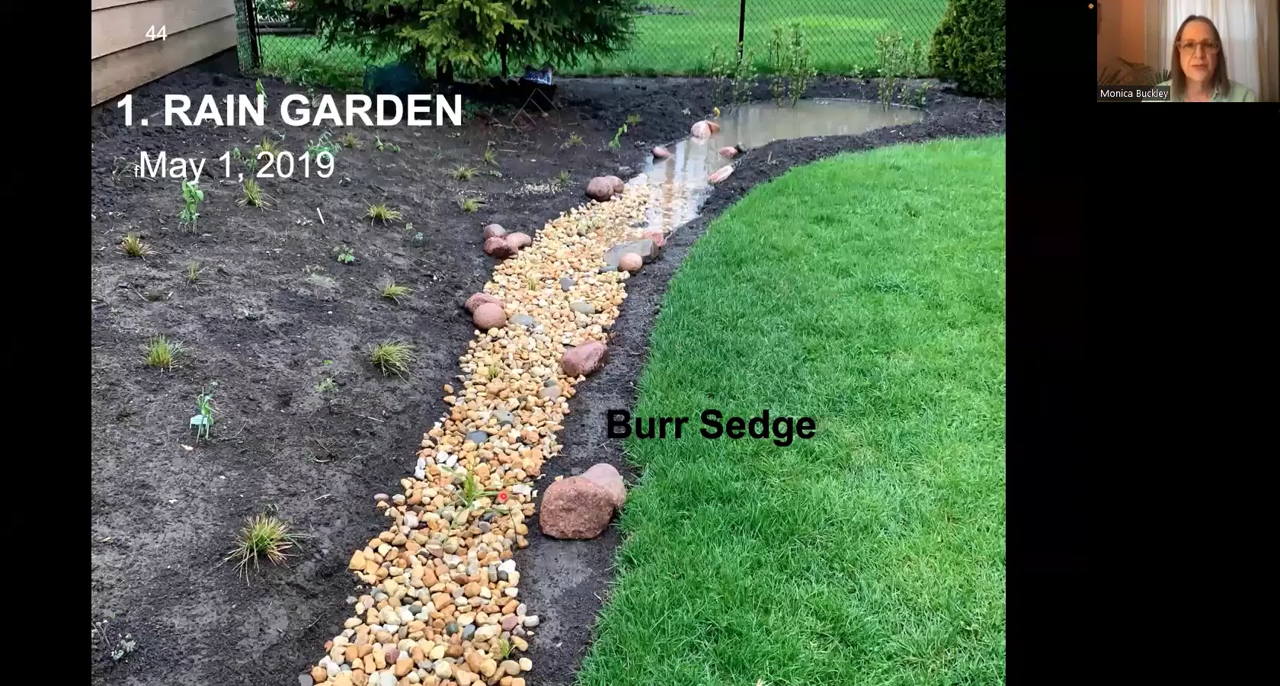 44
1. RAIN GARDEN
May 1, 2019
Burr Sedge
Monica Buckley